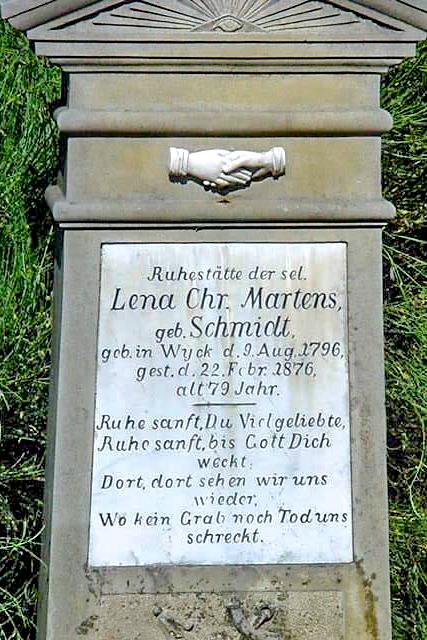 Ruhestätte der sel.
Lena Chr. Martens,
geb. Schmidt,
geb. in Wyck d. 9. Aug. 1796,
gest. d. 22. Febr. 1876,
alt 79 Jahr.
Ruhe sanft, Du Vielgeliebte,
Ruhe sanft, bis Gott Dich
weckt;
Dort, dort sehen wir uns
wieder,
Wo kein Grab noch Tod uns
schreckt.